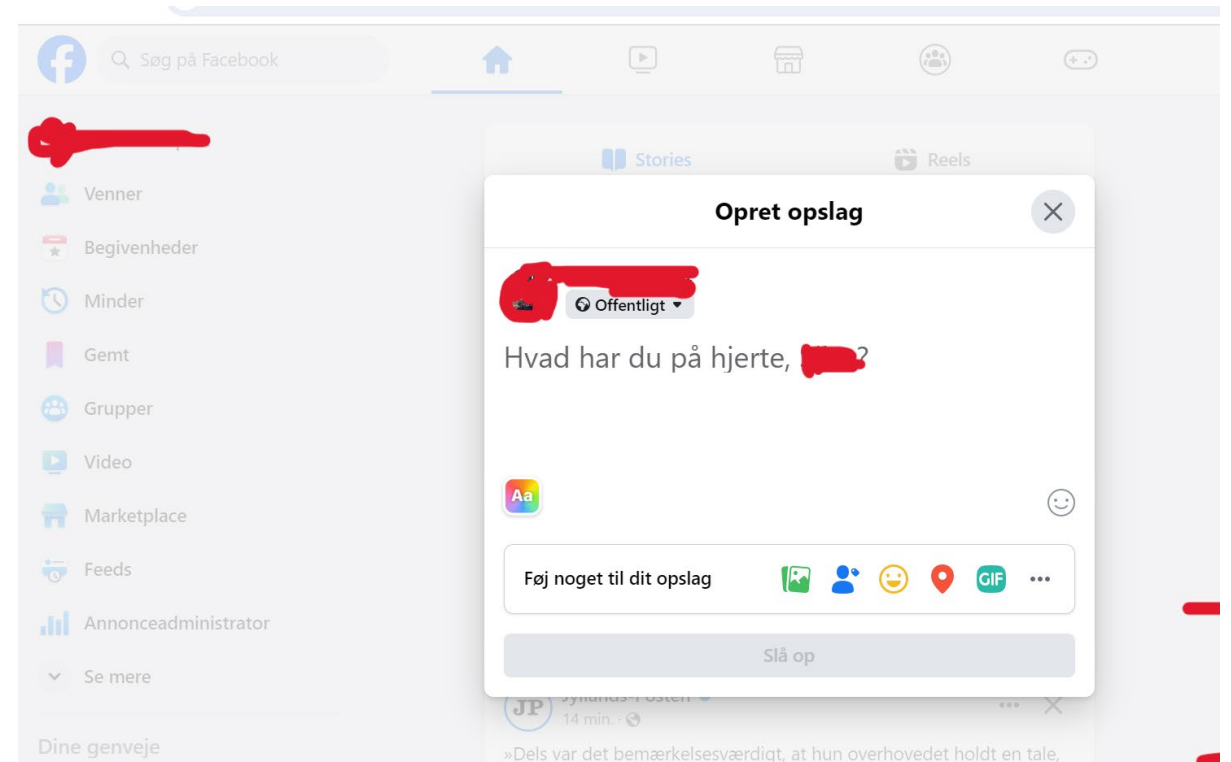 Søg på Facebook
Stories
Reels
Venner
Begivenheder
Minder
Gemt
Grupper
Video
Marketplace
Feeds
Annonceadministrator
Se mere
Dine genveje
Opret opslag
Offentligt
Hvad har du på hjerte, ?
Aa
Føj noget til dit opslag
GIF
Slå op
JP Jyllands-Posten
14 min. ·
»Dels var det bemærkelsesværdigt, at hun overhovedet holdt en tale,